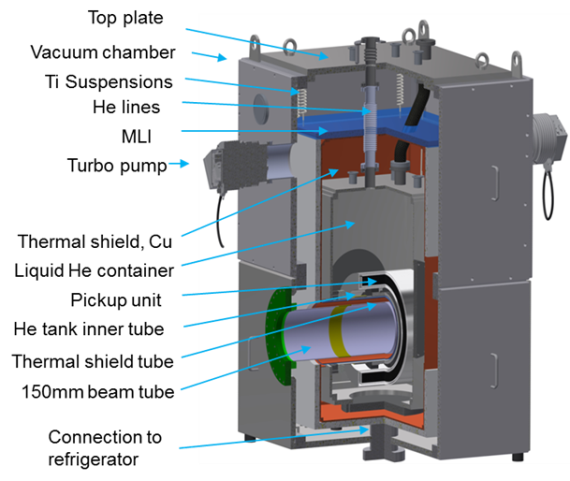 Top plate
Vacuum chamber
Ti Suspensions
He lines
MLI
Turbo pump
Thermal shield, Cu
Liquid He container
Pickup unit
He tank inner tube
Thermal shield tube
150mm beam tube
Connection to
refrigerator